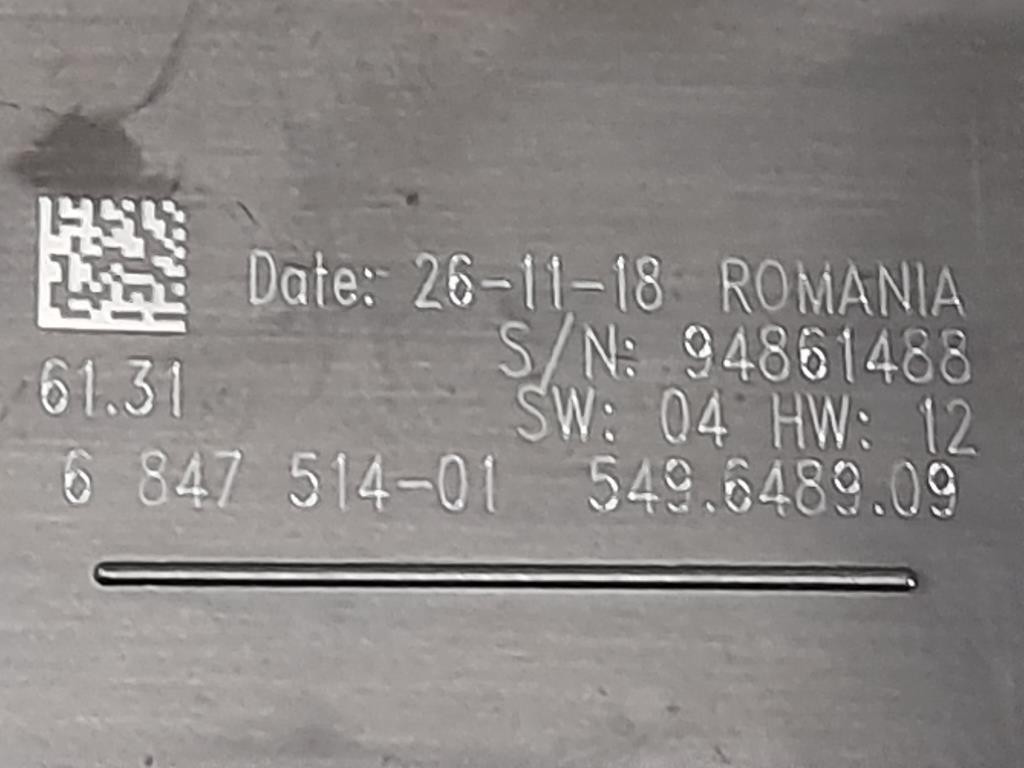 Date: 26-11-18 ROMANIA
S/N: 94861488
61.31
SW: 04 HW: 12
6 847 514-01 549.6489.09